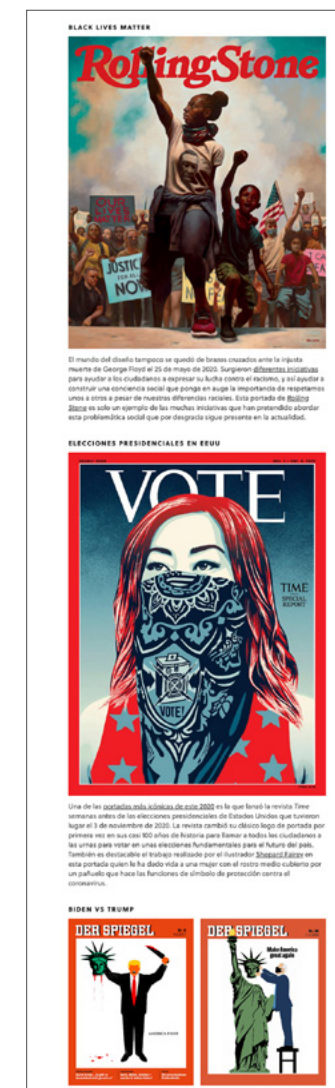 BLACK LIVES MATTER
RollingStone
OUR
LIVES
MATTER
JUSTICE
FOR ALL
NOW
El mundo del diseño tampoco se quedó de brazos cruzados ante la injusta
muerte de George Floyd el 25 de mayo de 2020. Surgieron diferentes iniciativas
para ayudar a los ciudadanos a expresar su lucha contra el racismo, y así ayudar a
construir una conciencia social que ponga en auge la importancia de respetarnos
unos a otros a pesar de nuestras diferencias raciales. Esta portada de Rolling
Stone es solo un ejemplo de las muchas iniciativas que han pretendido abordar
esta problemática social que por desgracia sigue presente en la actualidad.
ELECCIONES PRESIDENCIALES EN EEUU
VOTE
TIME
SPECIAL
REPORT
VOTE!
Una de las portadas más icónicas de este 2020 es la que lanzó la revista Time
semanas antes de las elecciones presidenciales de Estados Unidos que tuvieron
lugar el 3 de noviembre de 2020. La revista cambió su clásico logo de portada por
primera vez en sus casi 100 años de historia para llamar a todos los ciudadanos a
las urnas para votar en unas elecciones fundamentales para el futuro del país.
También es destacable el trabajo realizado por el ilustrador Shepard Fairey en
esta portada quien le ha dado vida a una mujer con el rostro medio cubierto por
un pañuelo que hace las funciones de símbolo de protección contra el
coronavirus.
BIDEN VS TRUMP
DER SPIEGEL
AMERICA FIRST
DER SPIEGEL
Make America
great again